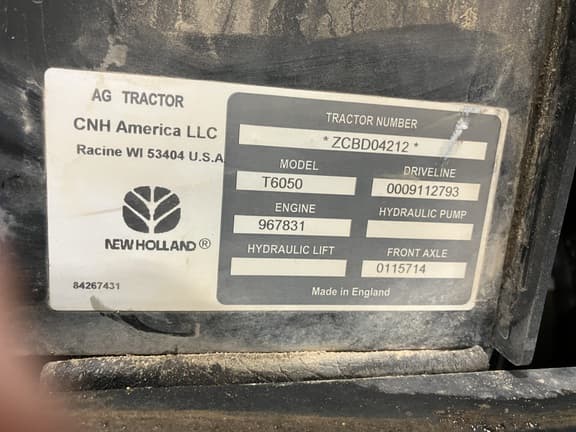 AG TRACTOR
CNH America LLC
Racine WI 53404 U.S.A
NEW HOLLAND®
84267431
TRACTOR NUMBER
*ZCBD04212*
MODEL DRIVELINE
T6050 0009112793
ENGINE HYDRAULIC PUMP
967831
HYDRAULIC LIFT FRONT AXLE
0115714
Made in England